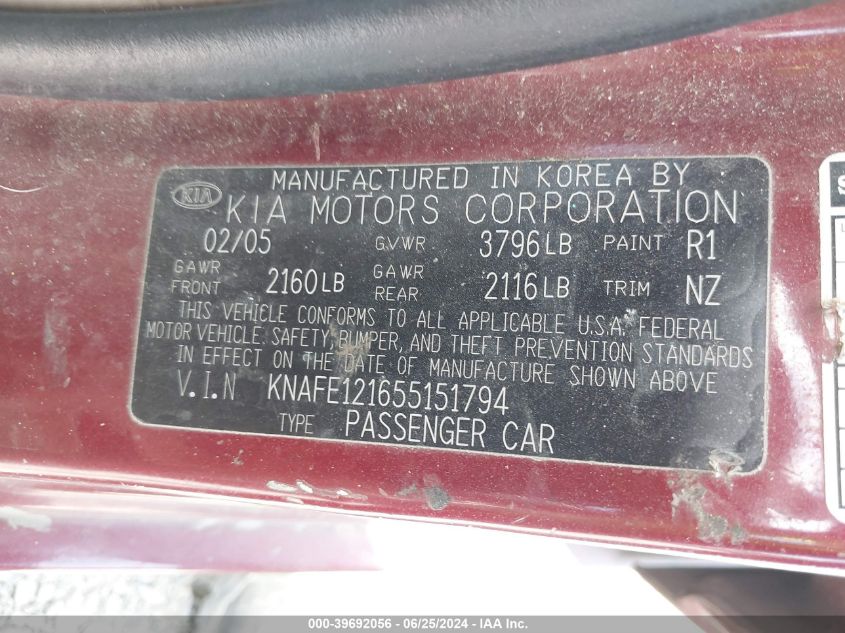 MANUFACTURED IN KOREA BY
KIA KIA MOTORS CORPORATION
02/05 GVWR 3796LB PAINT R1
GAWR FRONT 2160LB GAWR REAR 2116LB TRIM NZ
THIS VEHICLE CONFORMS TO ALL APPLICABLE U.S.A. FEDERAL
MOTOR VEHICLE SAFETY, BUMPER, AND THEFT PREVENTION STANDARDS
IN EFFECT ON THE DATE OF MANUFACTURE SHOWN ABOVE
V.I.N KNAFE121655151794
TYPE PASSENGER CAR
000-39692056 - 06/25/2024 - IAA Inc.